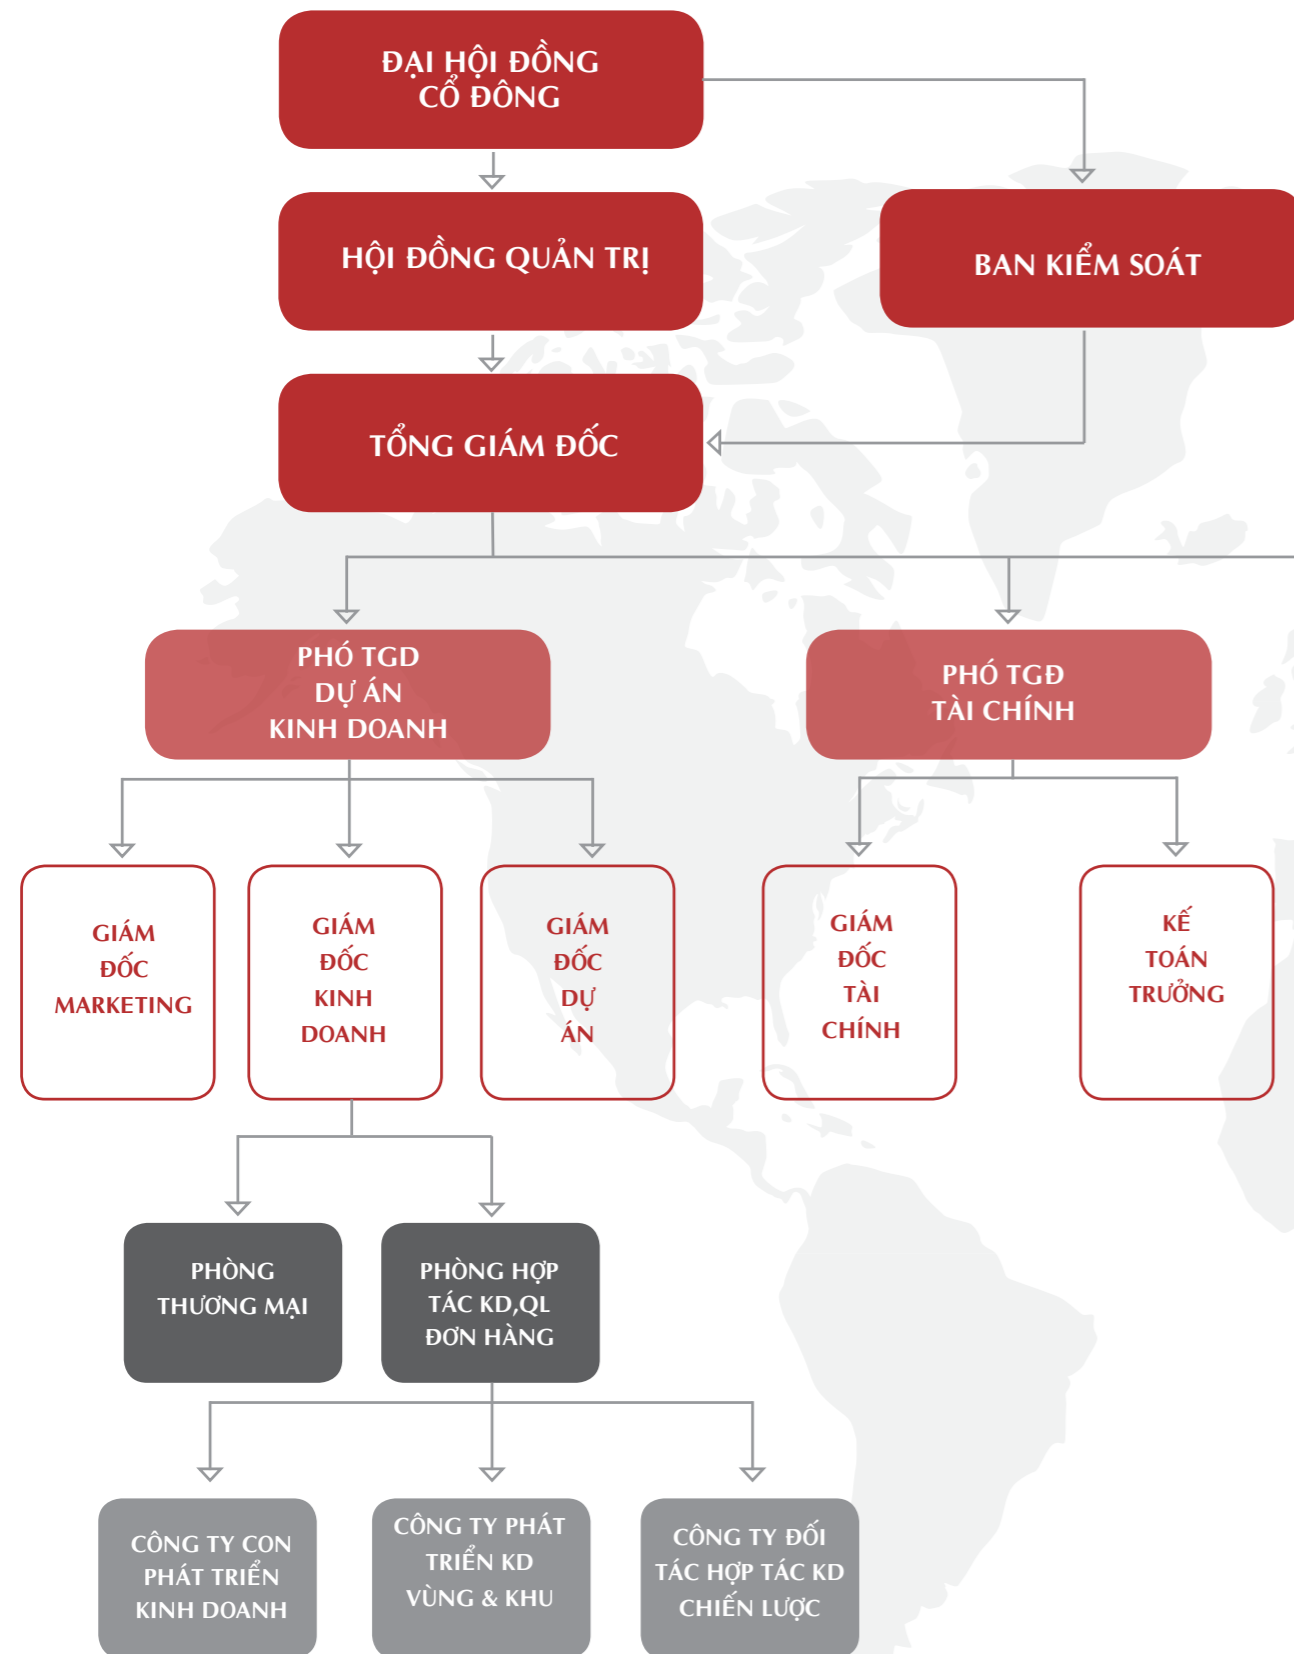 ĐẠI HỘI ĐỒNG
CỔ ĐÔNG
HỘI ĐỒNG QUẢN TRỊ
BAN KIỂM SOÁT
TỔNG GIÁM ĐỐC
PHÓ TGD
DỰ ÁN
KINH DOANH
PHÓ TGĐ
TÀI CHÍNH
GIÁM
ĐỐC
MARKETING
GIÁM
ĐỐC
KINH
DOANH
GIÁM
ĐỐC
DỰ
ÁN
GIÁM
ĐỐC
TÀI
CHÍNH
KẾ
TOÁN
TRƯỞNG
PHÒNG
THƯƠNG MẠI
PHÒNG HỢP
TÁC KD,QL
ĐƠN HÀNG
CÔNG TY CON
PHÁT TRIỂN
KINH DOANH
CÔNG TY PHÁT
TRIỂN KD
VÙNG & KHU
CÔNG TY ĐỐI
TÁC HỢP TÁC KD
CHIẾN LƯỢC